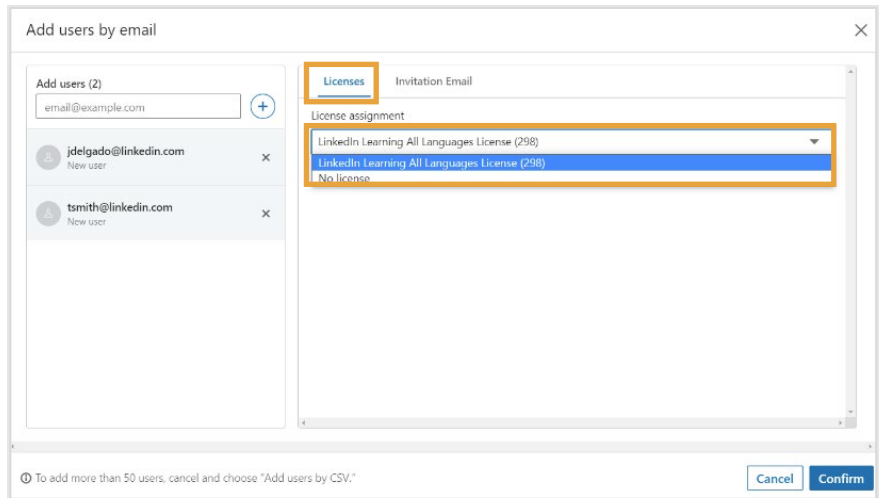 Add users by email
Add users (2)
email@example.com
jdelgado@linkedin.com
New user
tsmith@linkedin.com
New user
Licenses
Invitation Email
License assignment
LinkedIn Learning All Languages License (298)
LinkedIn Learning All Languages License (298)
No license
To add more than 50 users, cancel and choose "Add users by CSV."
Cancel
Confirm